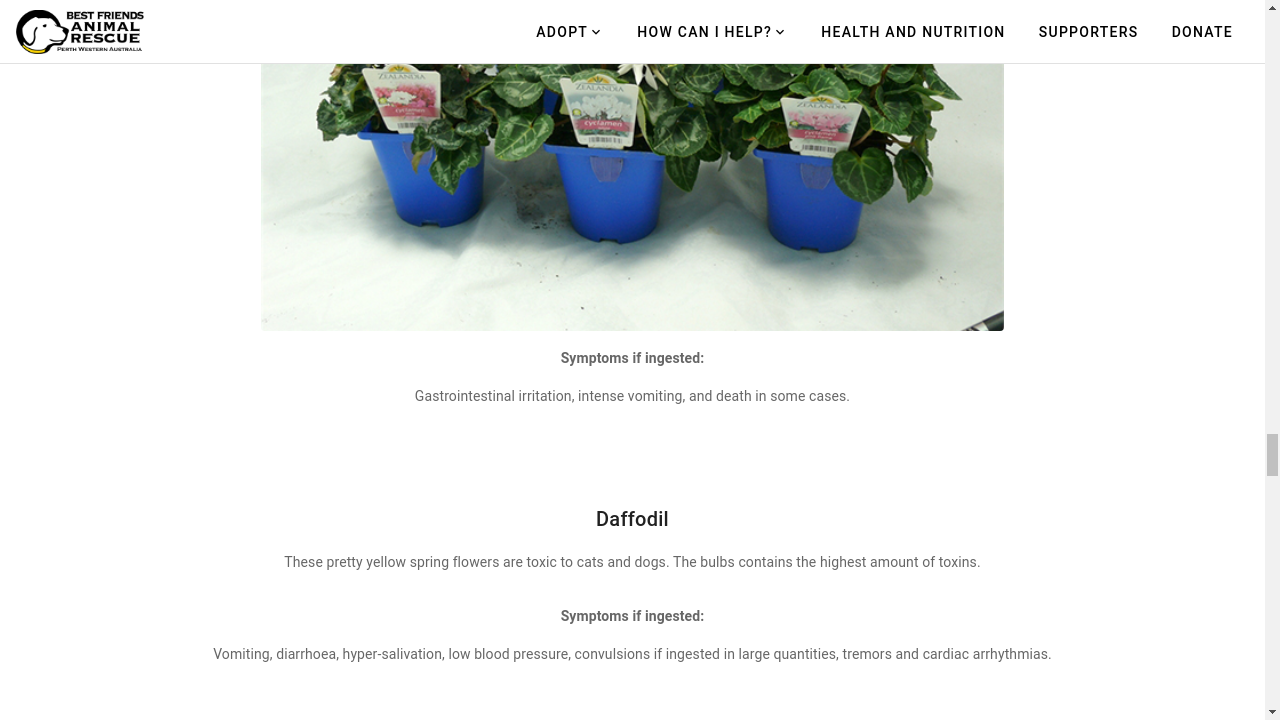 BEST FRIENDS
ANIMAL
RESCUE
PERTH WESTERN AUSTRALIA
ADOPT
HOW CAN I HELP?
HEALTH AND NUTRITION
SUPPORTERS
DONATE
ZEALANDIA
cyclamen
ZEALANDIA
cyclamen
ZEALANDIA
cyclamen
Symptoms if ingested:
Gastrointestinal irritation, intense vomiting, and death in some cases.
Daffodil
These pretty yellow spring flowers are toxic to cats and dogs. The bulbs contains the highest amount of toxins.
Symptoms if ingested:
Vomiting, diarrhoea, hyper-salivation, low blood pressure, convulsions if ingested in large quantities, tremors and cardiac arrhythmias.